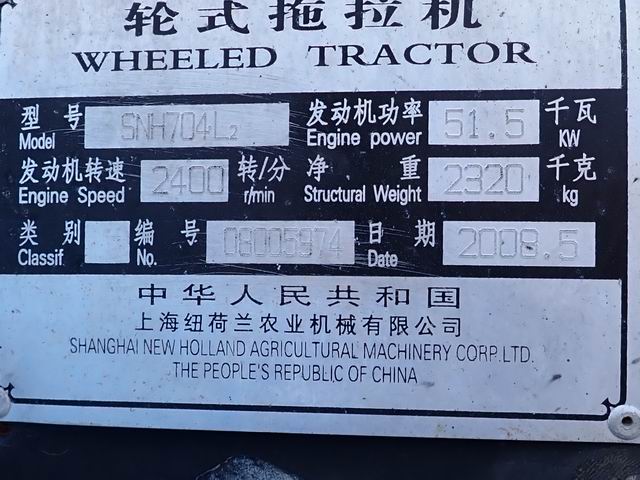 轮式拖拉机
WHEELED TRACTOR
型号 Model SNH704L2 发动机功率 Engine power 51.5 千瓦 KW
发动机转速 Engine Speed 2400 转/分 r/min 净重 Structural Weight 2320 千克 kg
类别 Classif 编号 No. 08005974 日期 Date 2008.5
中华人民共和国
上海纽荷兰农业机械有限公司
SHANGHAI NEW HOLLAND AGRICULTURAL MACHINERY CORP.LTD.
THE PEOPLE'S REPUBLIC OF CHINA